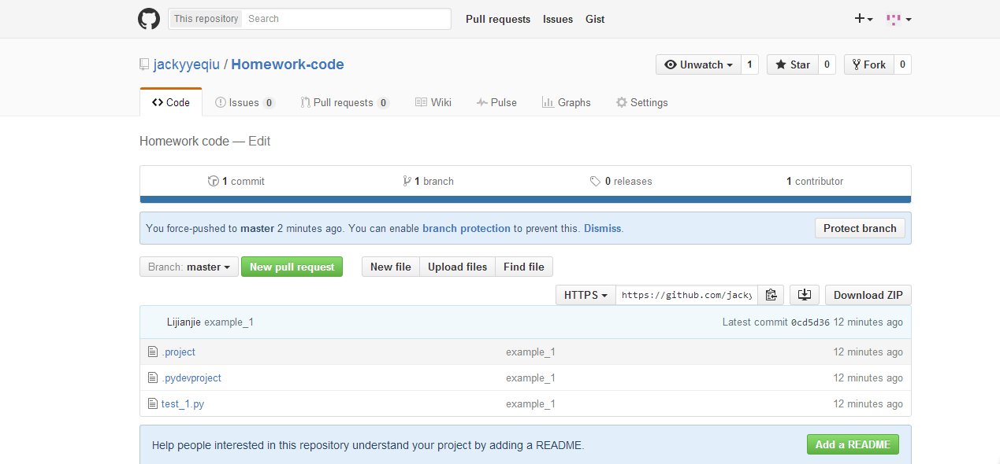 This repository Search Pull requests Issues Gist
jackyyeqiu / Homework-code Unwatch 1 Star 0 Fork 0
Code Issues 0 Pull requests 0 Wiki Pulse Graphs Settings
Homework code — Edit
1 commit 1 branch 0 releases 1 contributor
You force-pushed to master 2 minutes ago. You can enable branch protection to prevent this. Dismiss. Protect branch
Branch: master New pull request New file Upload files Find file
HTTPS https://github.com/jacky Download ZIP
Lijianjie example_1 Latest commit 0cd5d36 12 minutes ago
.project example_1 12 minutes ago
.pydevproject example_1 12 minutes ago
test_1.py example_1 12 minutes ago
Help people interested in this repository understand your project by adding a README. Add a README